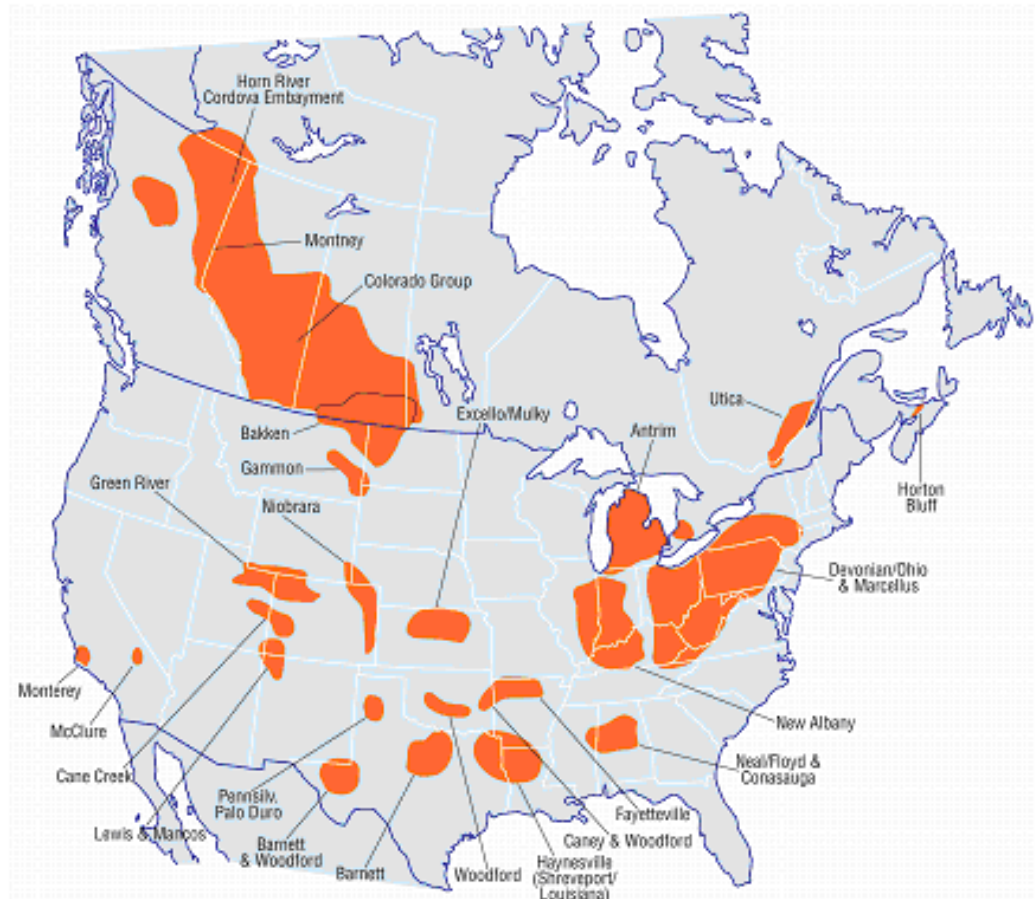 Horn River
Cordova Embayment
Montney
Colorado Group
Utica
Excello/Mulky
Bakken
Antrim
Gammon
Green River
Horton
Bluff
Niobrara
Devonian/Ohio
& Marcellus
Monterey
McClure
New Albany
Cane Creek
Neal/Floyd &
Conasauga
Pennsilv.
Palo Duro
Fayetteville
Lewis & Mancos
Barnett
& Woodford
Caney & Woodford
Barnett
Woodford
Haynesville
(Shreveport/
Louisiana)